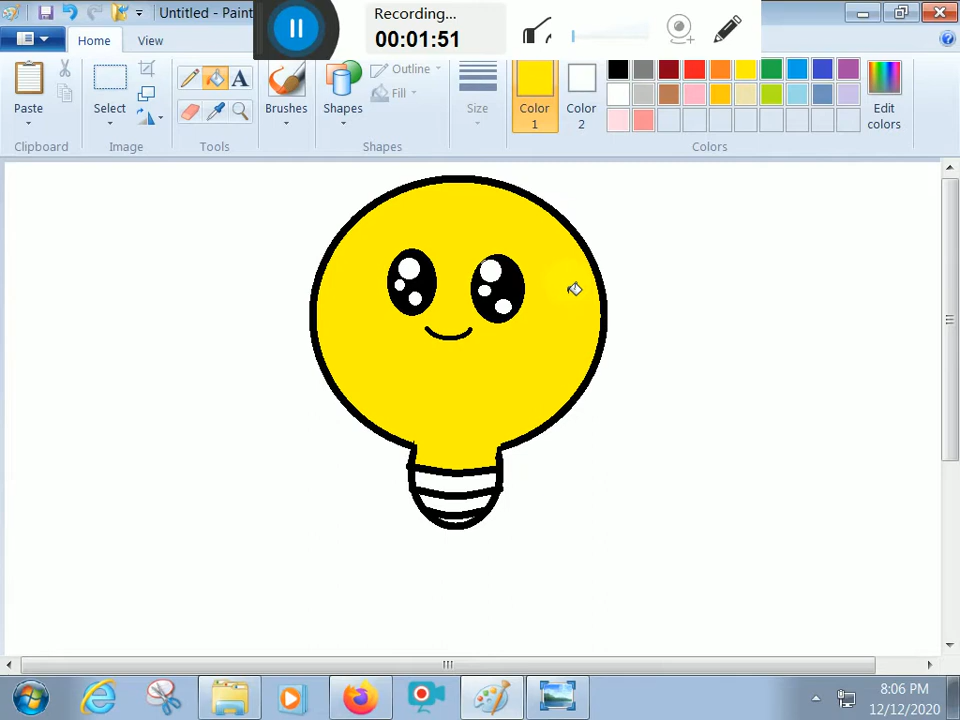 Untitled - Paint
Recording...
00:01:51
Home
View
Paste
Select
Brushes
Shapes
Outline
Fill
Size
Color
1
Color
2
Edit
colors
Clipboard
Image
Tools
Shapes
Colors
8:06 PM
12/12/2020